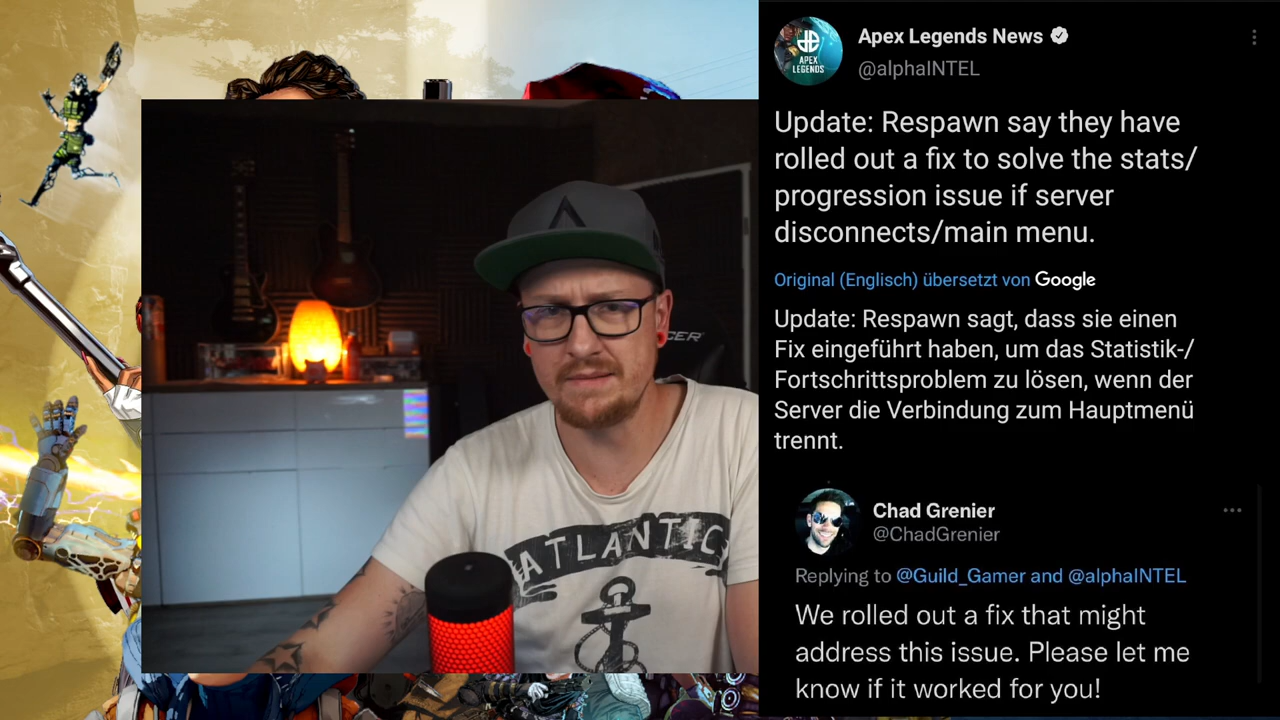 Apex Legends News
@alphaINTEL
APEX
LEGENDS
Update: Respawn say they have
rolled out a fix to solve the stats/
progression issue if server
disconnects/main menu.
Original (Englisch) übersetzt von Google
Update: Respawn sagt, dass sie einen
Fix eingeführt haben, um das Statistik-/
Fortschrittsproblem zu lösen, wenn der
Server die Verbindung zum Hauptmenü
trennt.
Chad Grenier
@ChadGrenier
Replying to @Guild_Gamer and @alphaINTEL
We rolled out a fix that might
address this issue. Please let me
know if it worked for you!
ATLANTIC